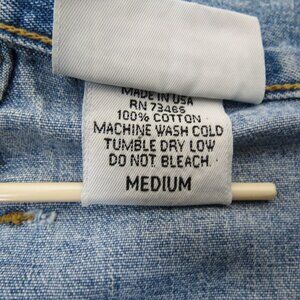 MADE IN USA
RN 73465
100% COTTON
MACHINE WASH COLD
TUMBLE DRY LOW
DO NOT BLEACH.
MEDIUM